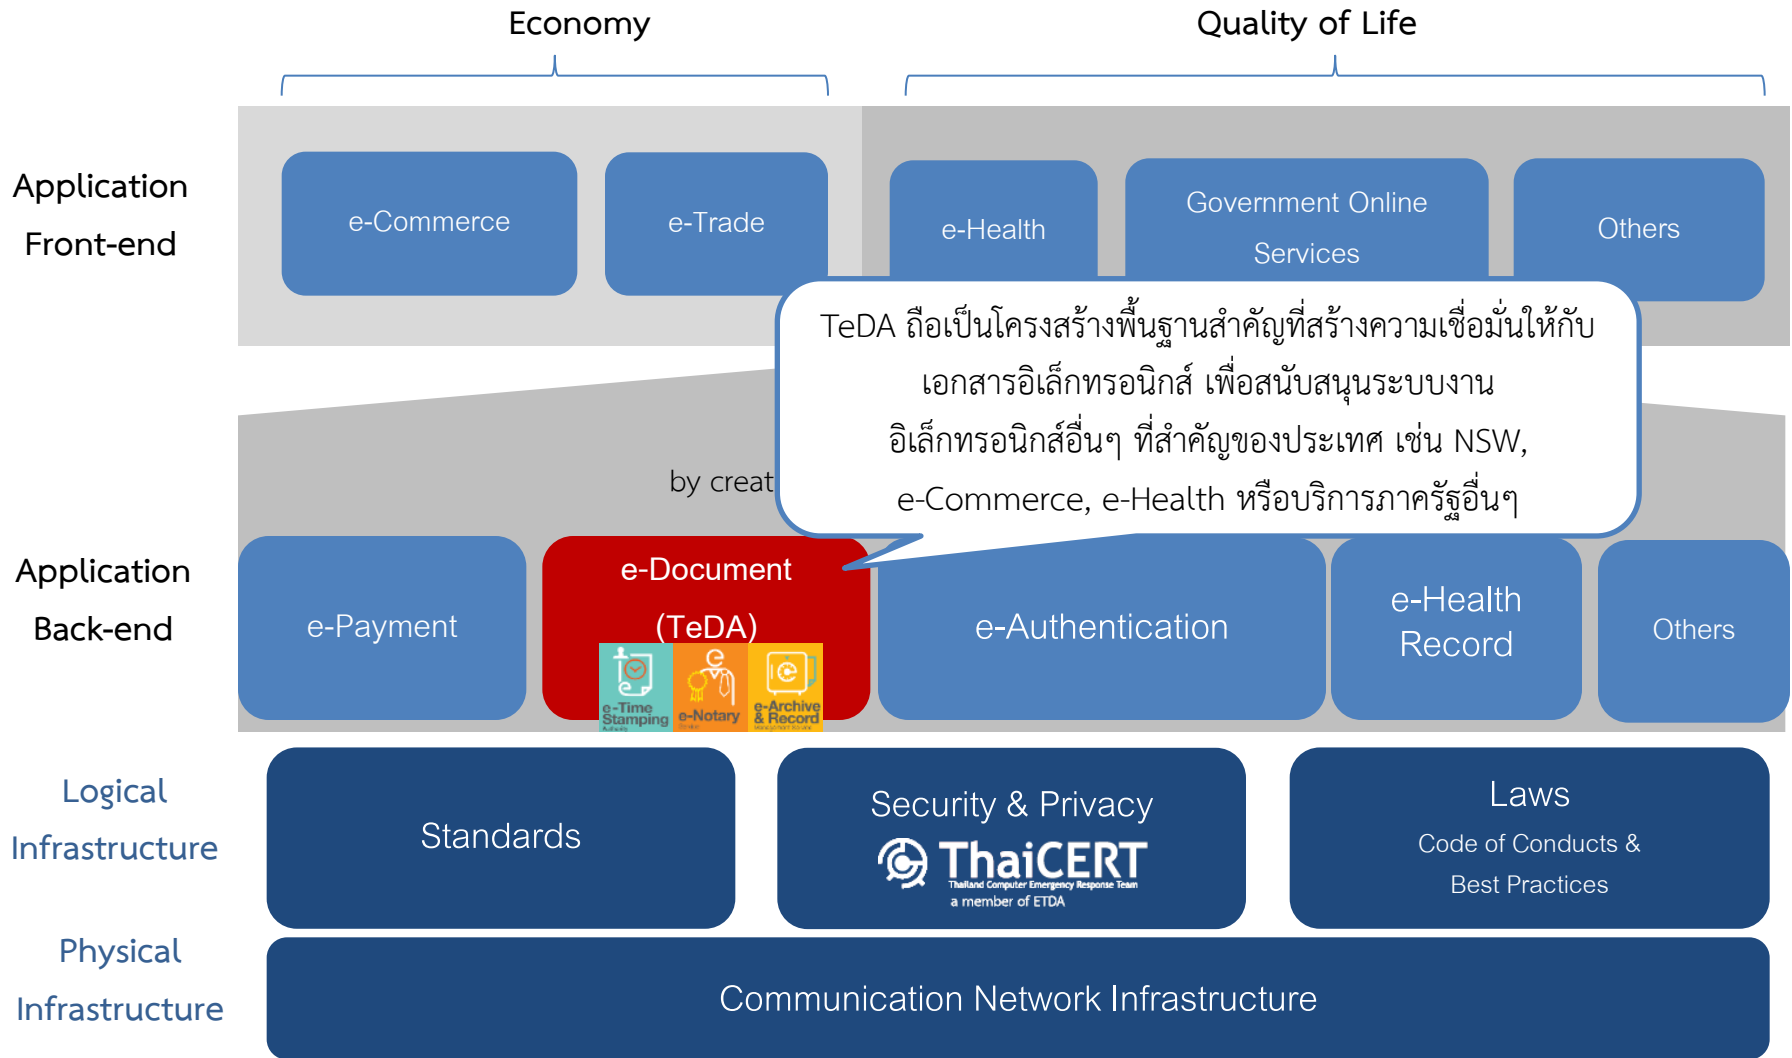 Economy
Quality of Life
Application
Front-end
e-Commerce
e-Trade
e-Health
Government Online
Services
Others
TeDA ถือเป็นโครงสร้างพื้นฐานสำคัญที่สร้างความเชื่อมั่นให้กับ
เอกสารอิเล็กทรอนิกส์ เพื่อสนับสนุนระบบงาน
อิเล็กทรอนิกส์อื่นๆ ที่สำคัญของประเทศ เช่น NSW,
e-Commerce, e-Health หรือบริการภาครัฐอื่นๆ
by creat
Application
Back-end
e-Payment
e-Document
(TeDA)
e-Time
Stamping
Authority
e-Notary
e-Archive
& Record
e-Authentication
e-Health
Record
Others
Logical
Infrastructure
Standards
Security & Privacy
ThaiCERT
Thailand Computer Emergency Response Team
a member of ETDA
Laws
Code of Conducts &
Best Practices
Physical
Infrastructure
Communication Network Infrastructure